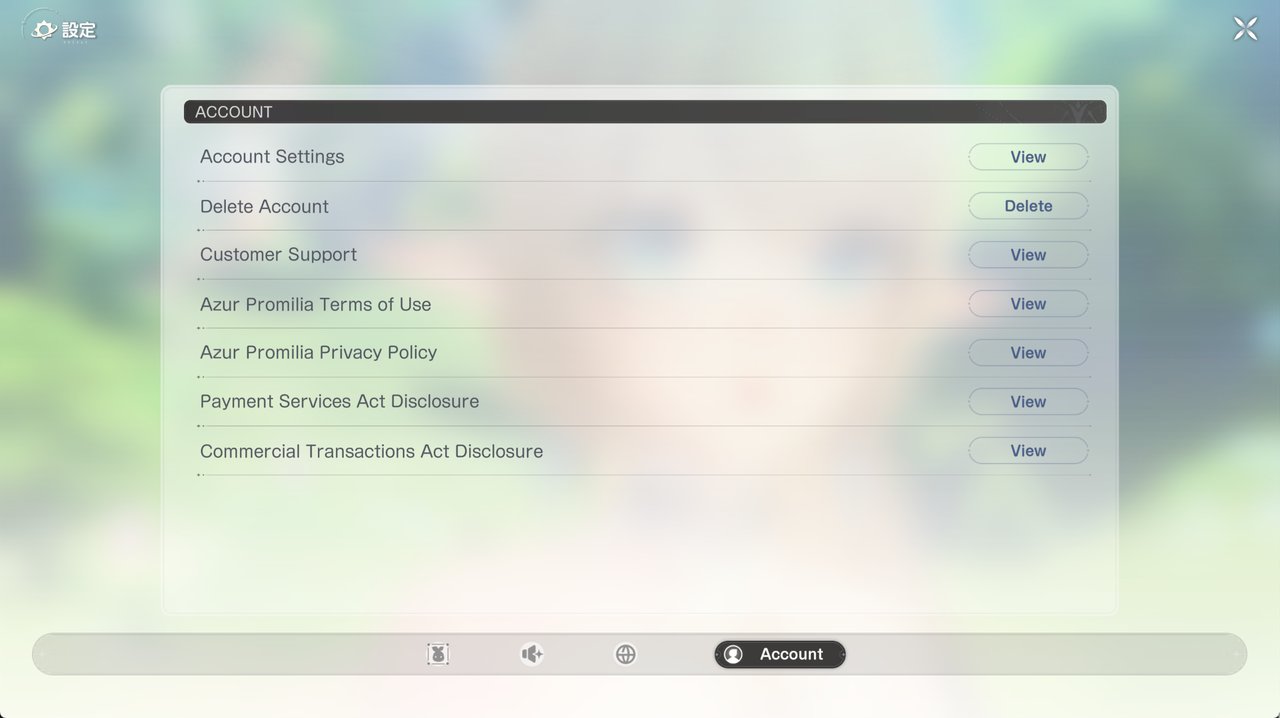 設定
ACCOUNT
Account Settings
View
Delete Account
Delete
Customer Support
View
Azur Promilia Terms of Use
View
Azur Promilia Privacy Policy
View
Payment Services Act Disclosure
View
Commercial Transactions Act Disclosure
View
Account